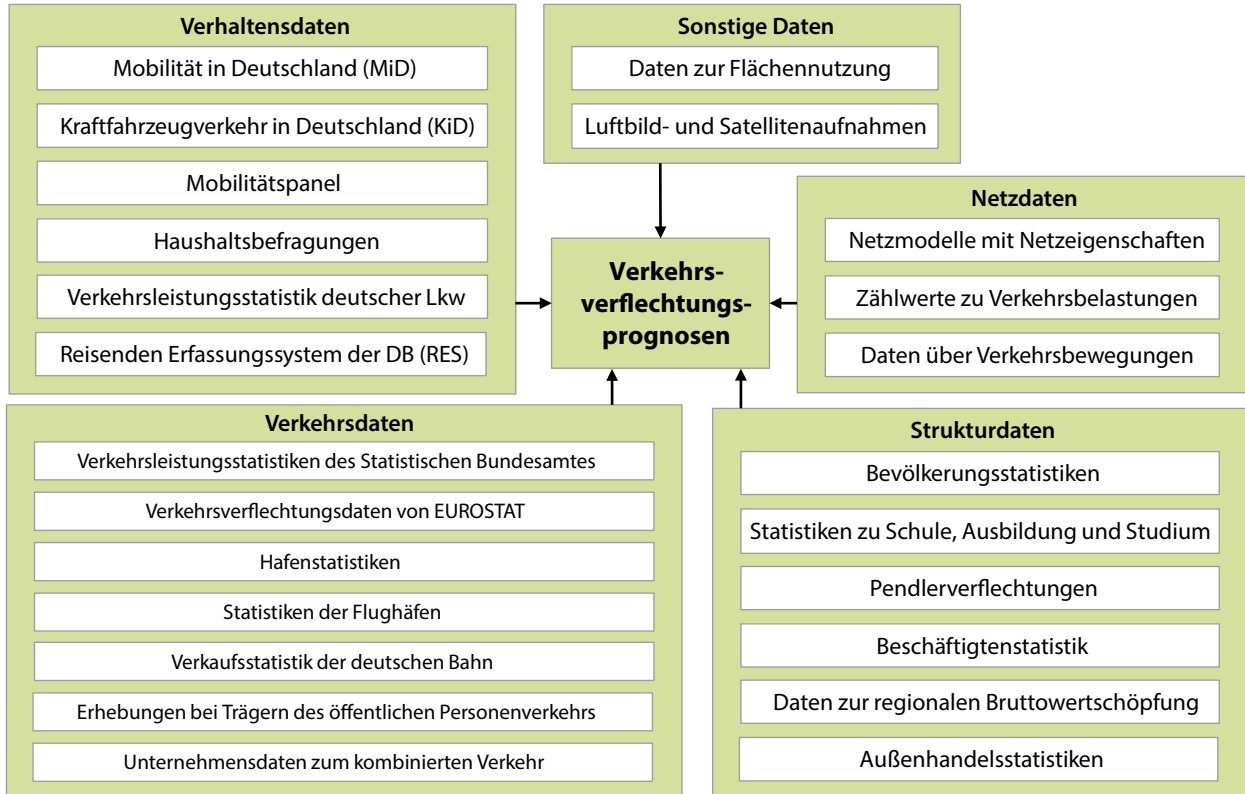 Verhaltensdaten
Mobilität in Deutschland (MiD)
Kraftfahrzeugverkehr in Deutschland (KiD)
Mobilitätspanel
Haushaltsbefragungen
Verkehrsleistungsstatistik deutscher Lkw
Reisenden Erfassungssystem der DB (RES)
Sonstige Daten
Daten zur Flächennutzung
Luftbild- und Satellitenaufnahmen
Verkehrs-
verflechtungs-
prognosen
Netzdaten
Netzmodelle mit Netzeigenschaften
Zählwerte zu Verkehrsbelastungen
Daten über Verkehrsbewegungen
Verkehrsdaten
Verkehrsleistungsstatistiken des Statistischen Bundesamtes
Verkehrsverflechtungsdaten von EUROSTAT
Hafenstatistiken
Statistiken der Flughäfen
Verkaufsstatistik der deutschen Bahn
Erhebungen bei Trägern des öffentlichen Personenverkehrs
Unternehmensdaten zum kombinierten Verkehr
Strukturdaten
Bevölkerungsstatistiken
Statistiken zu Schule, Ausbildung und Studium
Pendlerverflechtungen
Beschäftigtenstatistik
Daten zur regionalen Bruttowertschöpfung
Außenhandelsstatistiken